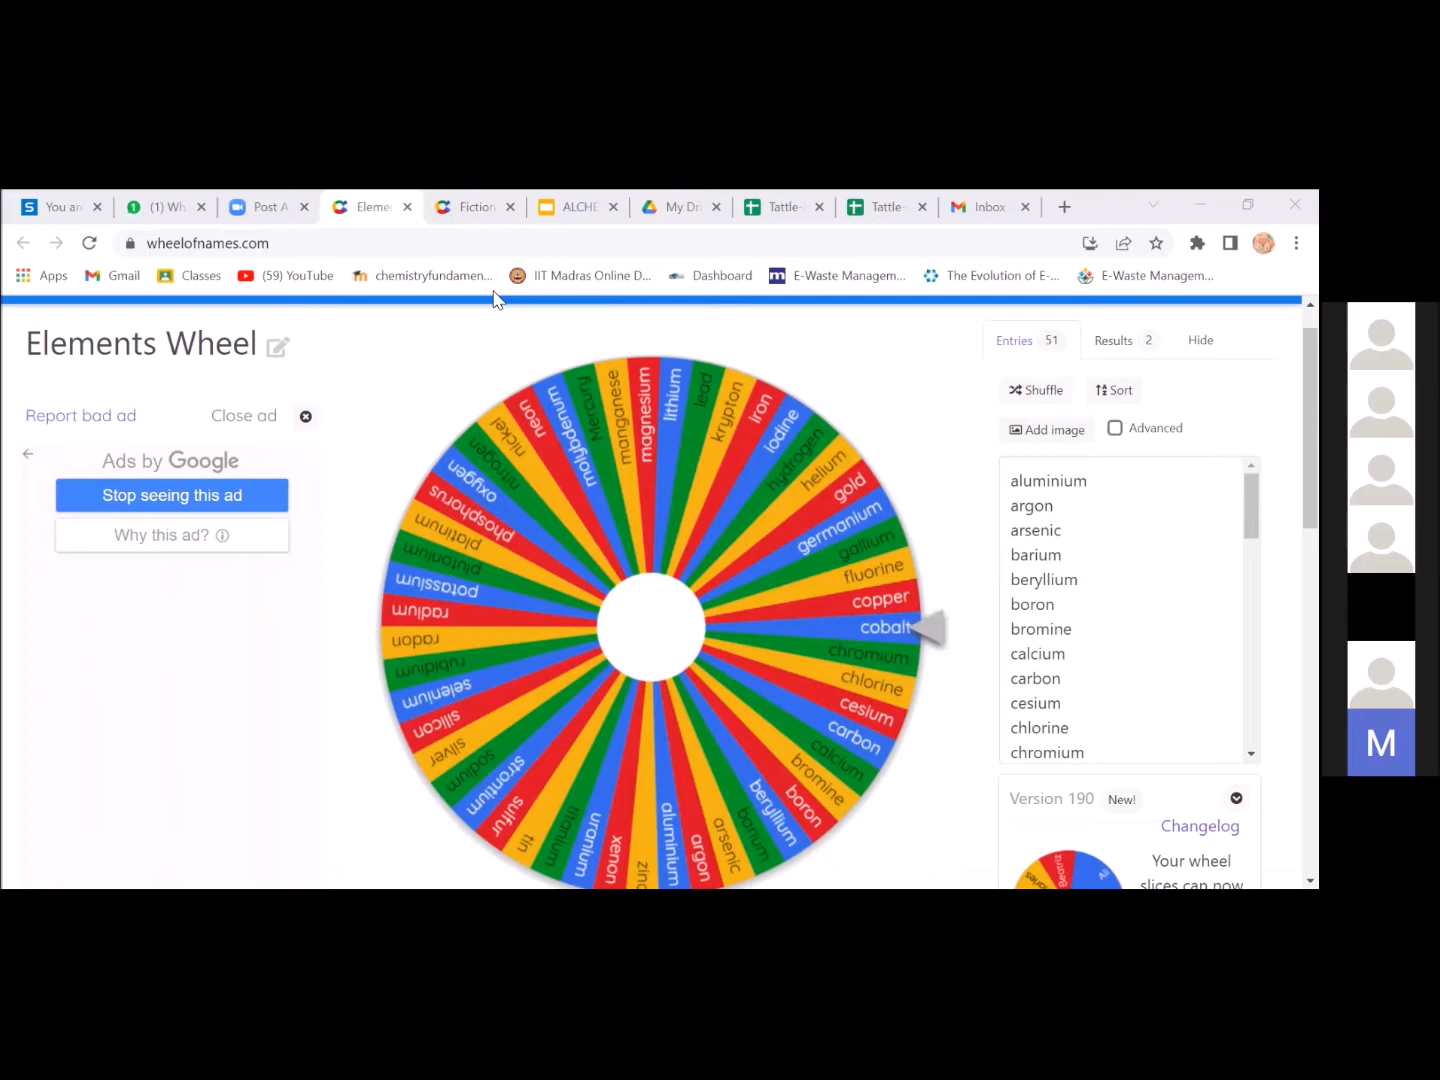 You ar
(1) Wh
Post A
Eleme
Fiction
ALCHE
My Dri
Tattle-
Tattle-
Inbox
wheelofnames.com
Apps
Gmail
Classes
(59) YouTube
chemistryfundamen...
IIT Madras Online D...
Dashboard
E-Waste Managem...
The Evolution of E-...
E-Waste Managem...
Elements Wheel
Report bad ad
Close ad
Ads by Google
Stop seeing this ad
Why this ad?
lithium
lead
krypton
iron
iodine
hydrogen
helium
gold
germanium
gallium
fluorine
copper
cobalt
chromium
chlorine
cesium
carbon
calcium
bromine
boron
beryllium
barium
arsenic
argon
aluminium
zinc
xenon
uranium
titanium
tin
sulfur
strontium
sodium
silver
silicon
selenium
rubidium
radon
radium
potassium
plutonium
platinum
phosphorus
oxygen
nitrogen
nickel
neon
molybdenum
Mercury
manganese
magnesium
Entries 51
Results 2
Hide
Shuffle
Sort
Add image
Advanced
aluminium
argon
arsenic
barium
beryllium
boron
bromine
calcium
carbon
cesium
chlorine
chromium
Version 190 New!
Changelog
Your wheel
slices can now
Beatriz
Ali
M